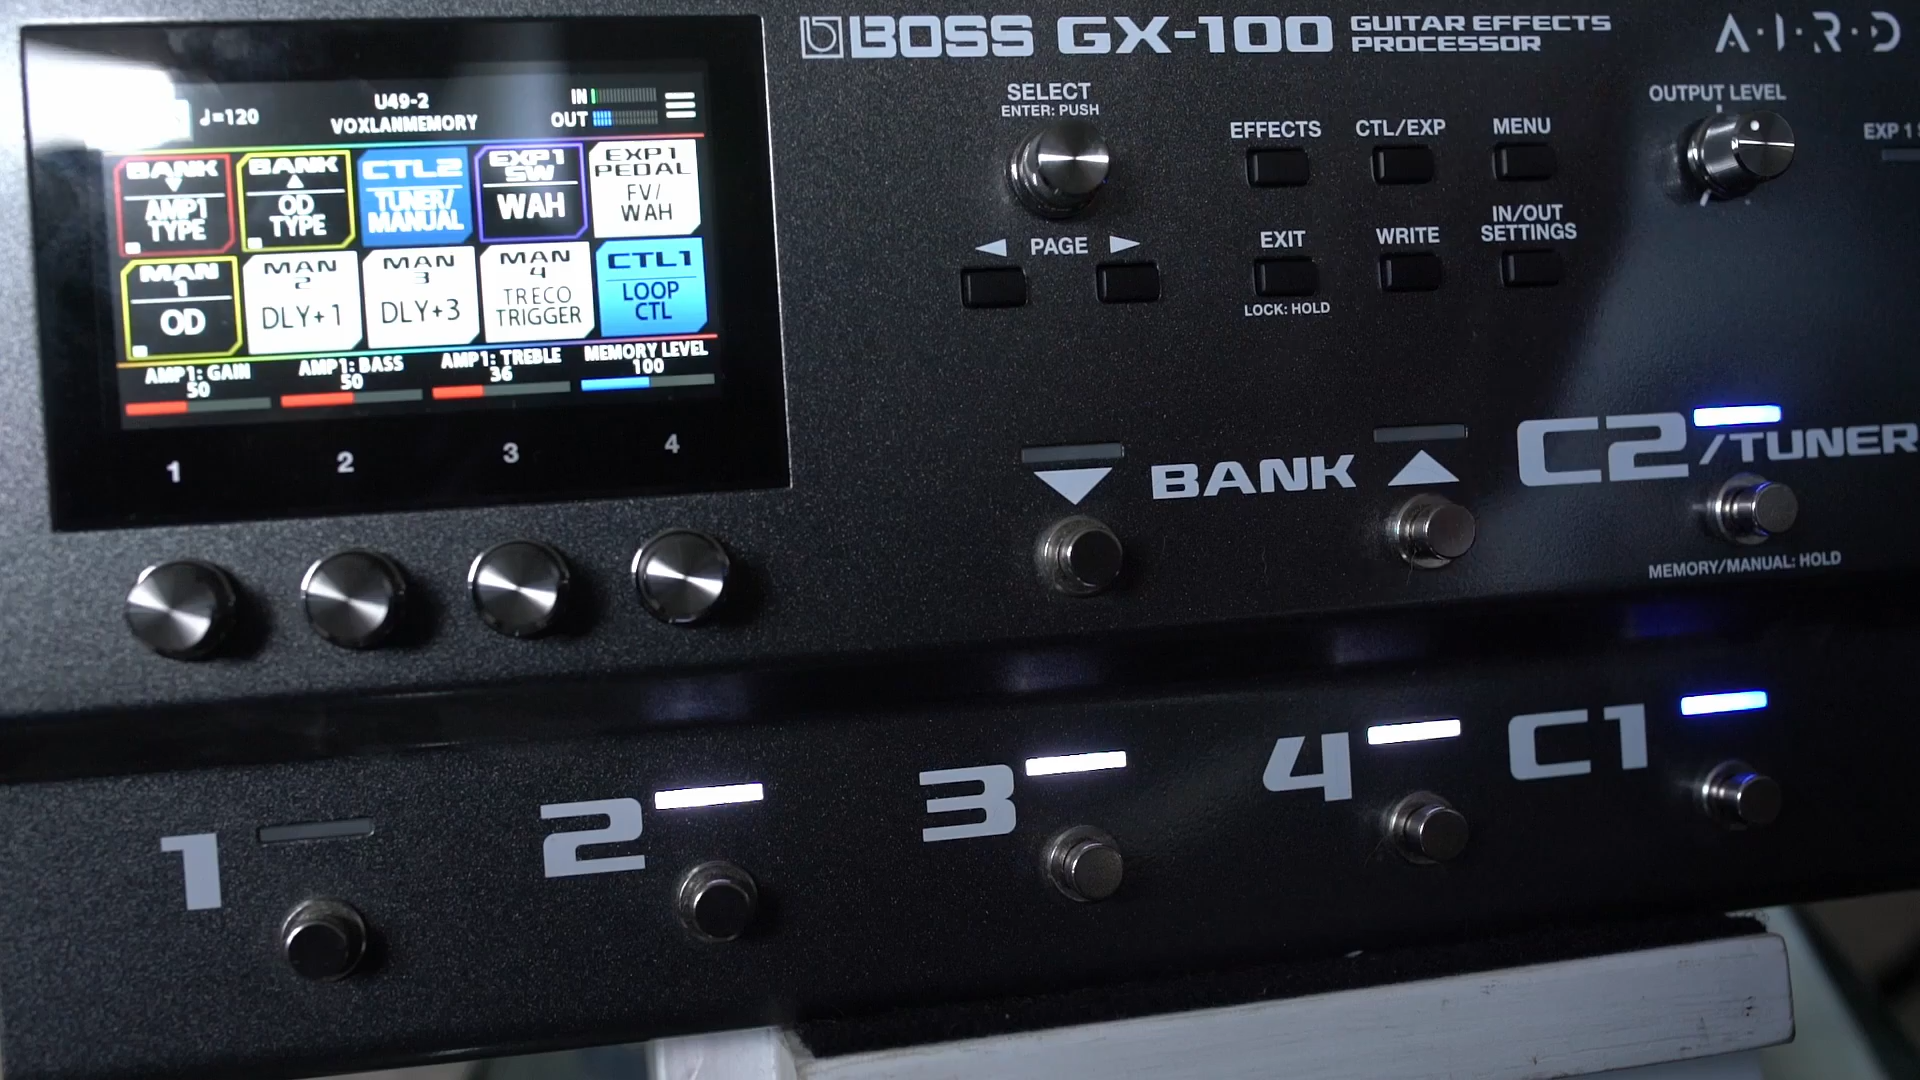 BOSS GX-100 GUITAR EFFECTS PROCESSOR
A·I·R·D
♩=120
U49-2
VOXLANMEMORY
IN
OUT
BANK ▼ AMP1 TYPE
BANK ▲ OD TYPE
CTL2 TUNER/MANUAL
EXP1 SW WAH
EXP1 PEDAL FV/WAH
MAN 1 OD
MAN 2 DLY+1
MAN 3 DLY+3
MAN 4 TRECO TRIGGER
CTL1 LOOP CTL
AMP1: GAIN 50
AMP1: BASS 50
AMP1: TREBLE 36
MEMORY LEVEL 100
1 2 3 4
SELECT
ENTER: PUSH
◀ PAGE ▶
EFFECTS CTL/EXP MENU
EXIT WRITE IN/OUT SETTINGS
LOCK: HOLD
OUTPUT LEVEL
EXP 1
▼ BANK ▲
C2/TUNER
MEMORY/MANUAL: HOLD
1 2 3 4 C1